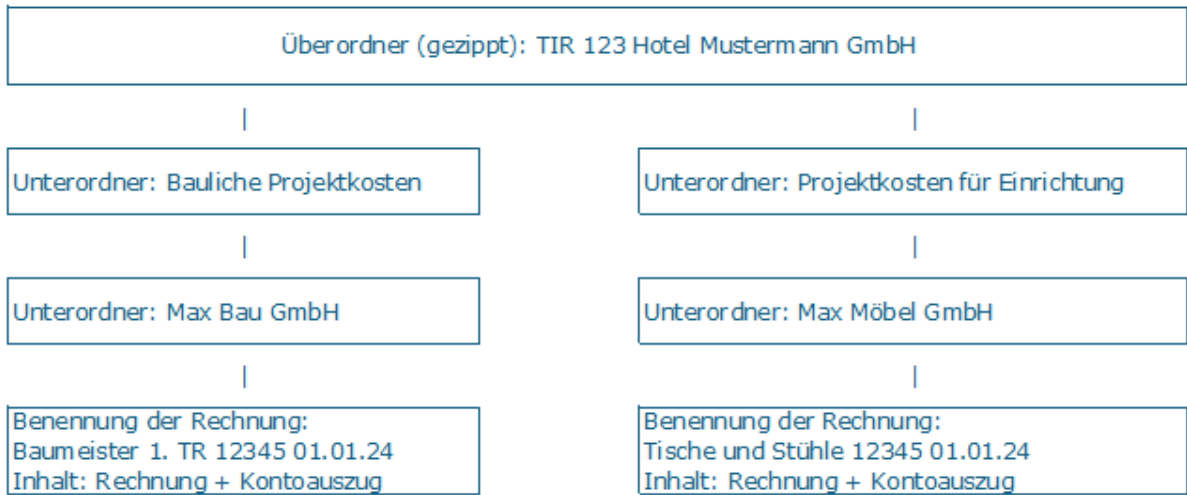 Überordner (gezippt): TIR 123 Hotel Mustermann GmbH
Unterordner: Bauliche Projektkosten
Unterordner: Projektkosten für Einrichtung
Unterordner: Max Bau GmbH
Unterordner: Max Möbel GmbH
Benennung der Rechnung:
Baumeister 1. TR 12345 01.01.24
Inhalt: Rechnung + Kontoauszug
Benennung der Rechnung:
Tische und Stühle 12345 01.01.24
Inhalt: Rechnung + Kontoauszug